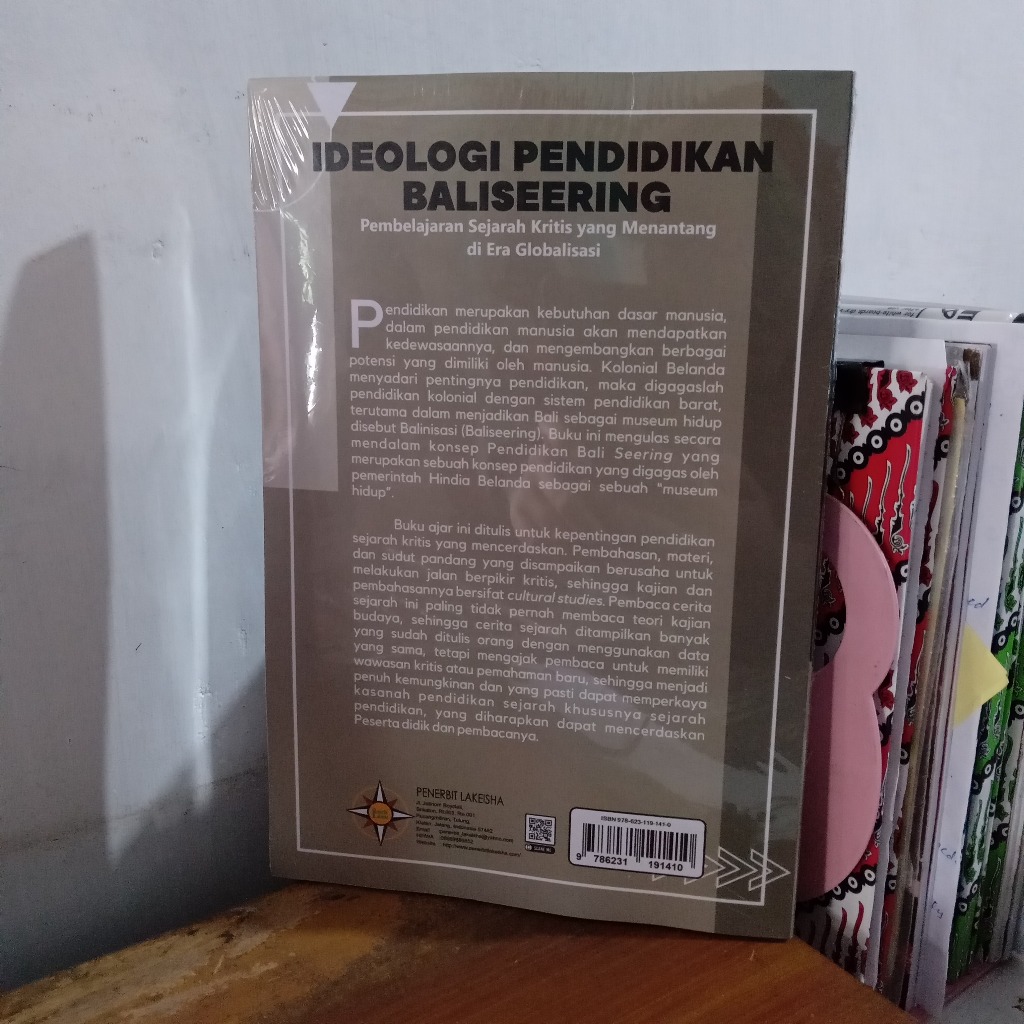 IDEOLOGI PENDIDIKAN
BALISEERING
Pembelajaran Sejarah Kritis yang Menantang
di Era Globalisasi
Pendidikan merupakan kebutuhan dasar manusia,
dalam pendidikan manusia akan mendapatkan
kedewasaannya, dan mengembangkan berbagai
potensi yang dimiliki oleh manusia. Kolonial Belanda
menyadari pentingnya pendidikan, maka digagaslah
pendidikan kolonial dengan sistem pendidikan barat,
terutama dalam menjadikan Bali sebagai museum hidup
disebut Balinisasi (Baliseering). Buku ini mengulas secara
mendalam konsep Pendidikan Bali Seering yang
merupakan sebuah konsep pendidikan yang digagas oleh
pemerintah Hindia Belanda sebagai sebuah "museum
hidup".
Buku ajar ini ditulis untuk kepentingan pendidikan
sejarah kritis yang mencerdaskan. Pembahasan, materi,
dan sudut pandang yang disampaikan berusaha untuk
melakukan jalan berpikir kritis, sehingga kajian dan
pembahasannya bersifat cultural studies. Pembaca cerita
sejarah ini paling tidak pernah membaca teori kajian
budaya, sehingga cerita sejarah ditampilkan banyak
yang sudah ditulis orang dengan menggunakan data
yang sama, tetapi mengajak pembaca untuk memiliki
wawasan kritis atau pemahaman baru, sehingga menjadi
penuh kemungkinan dan yang pasti dapat memperkaya
kasanah pendidikan sejarah khususnya sejarah
pendidikan, yang diharapkan dapat mencerdaskan
Peserta didik dan pembacanya.
PENERBIT LAKEISHA
SCAN ME
ISBN 978-623-119-141-0
9 786231 191410